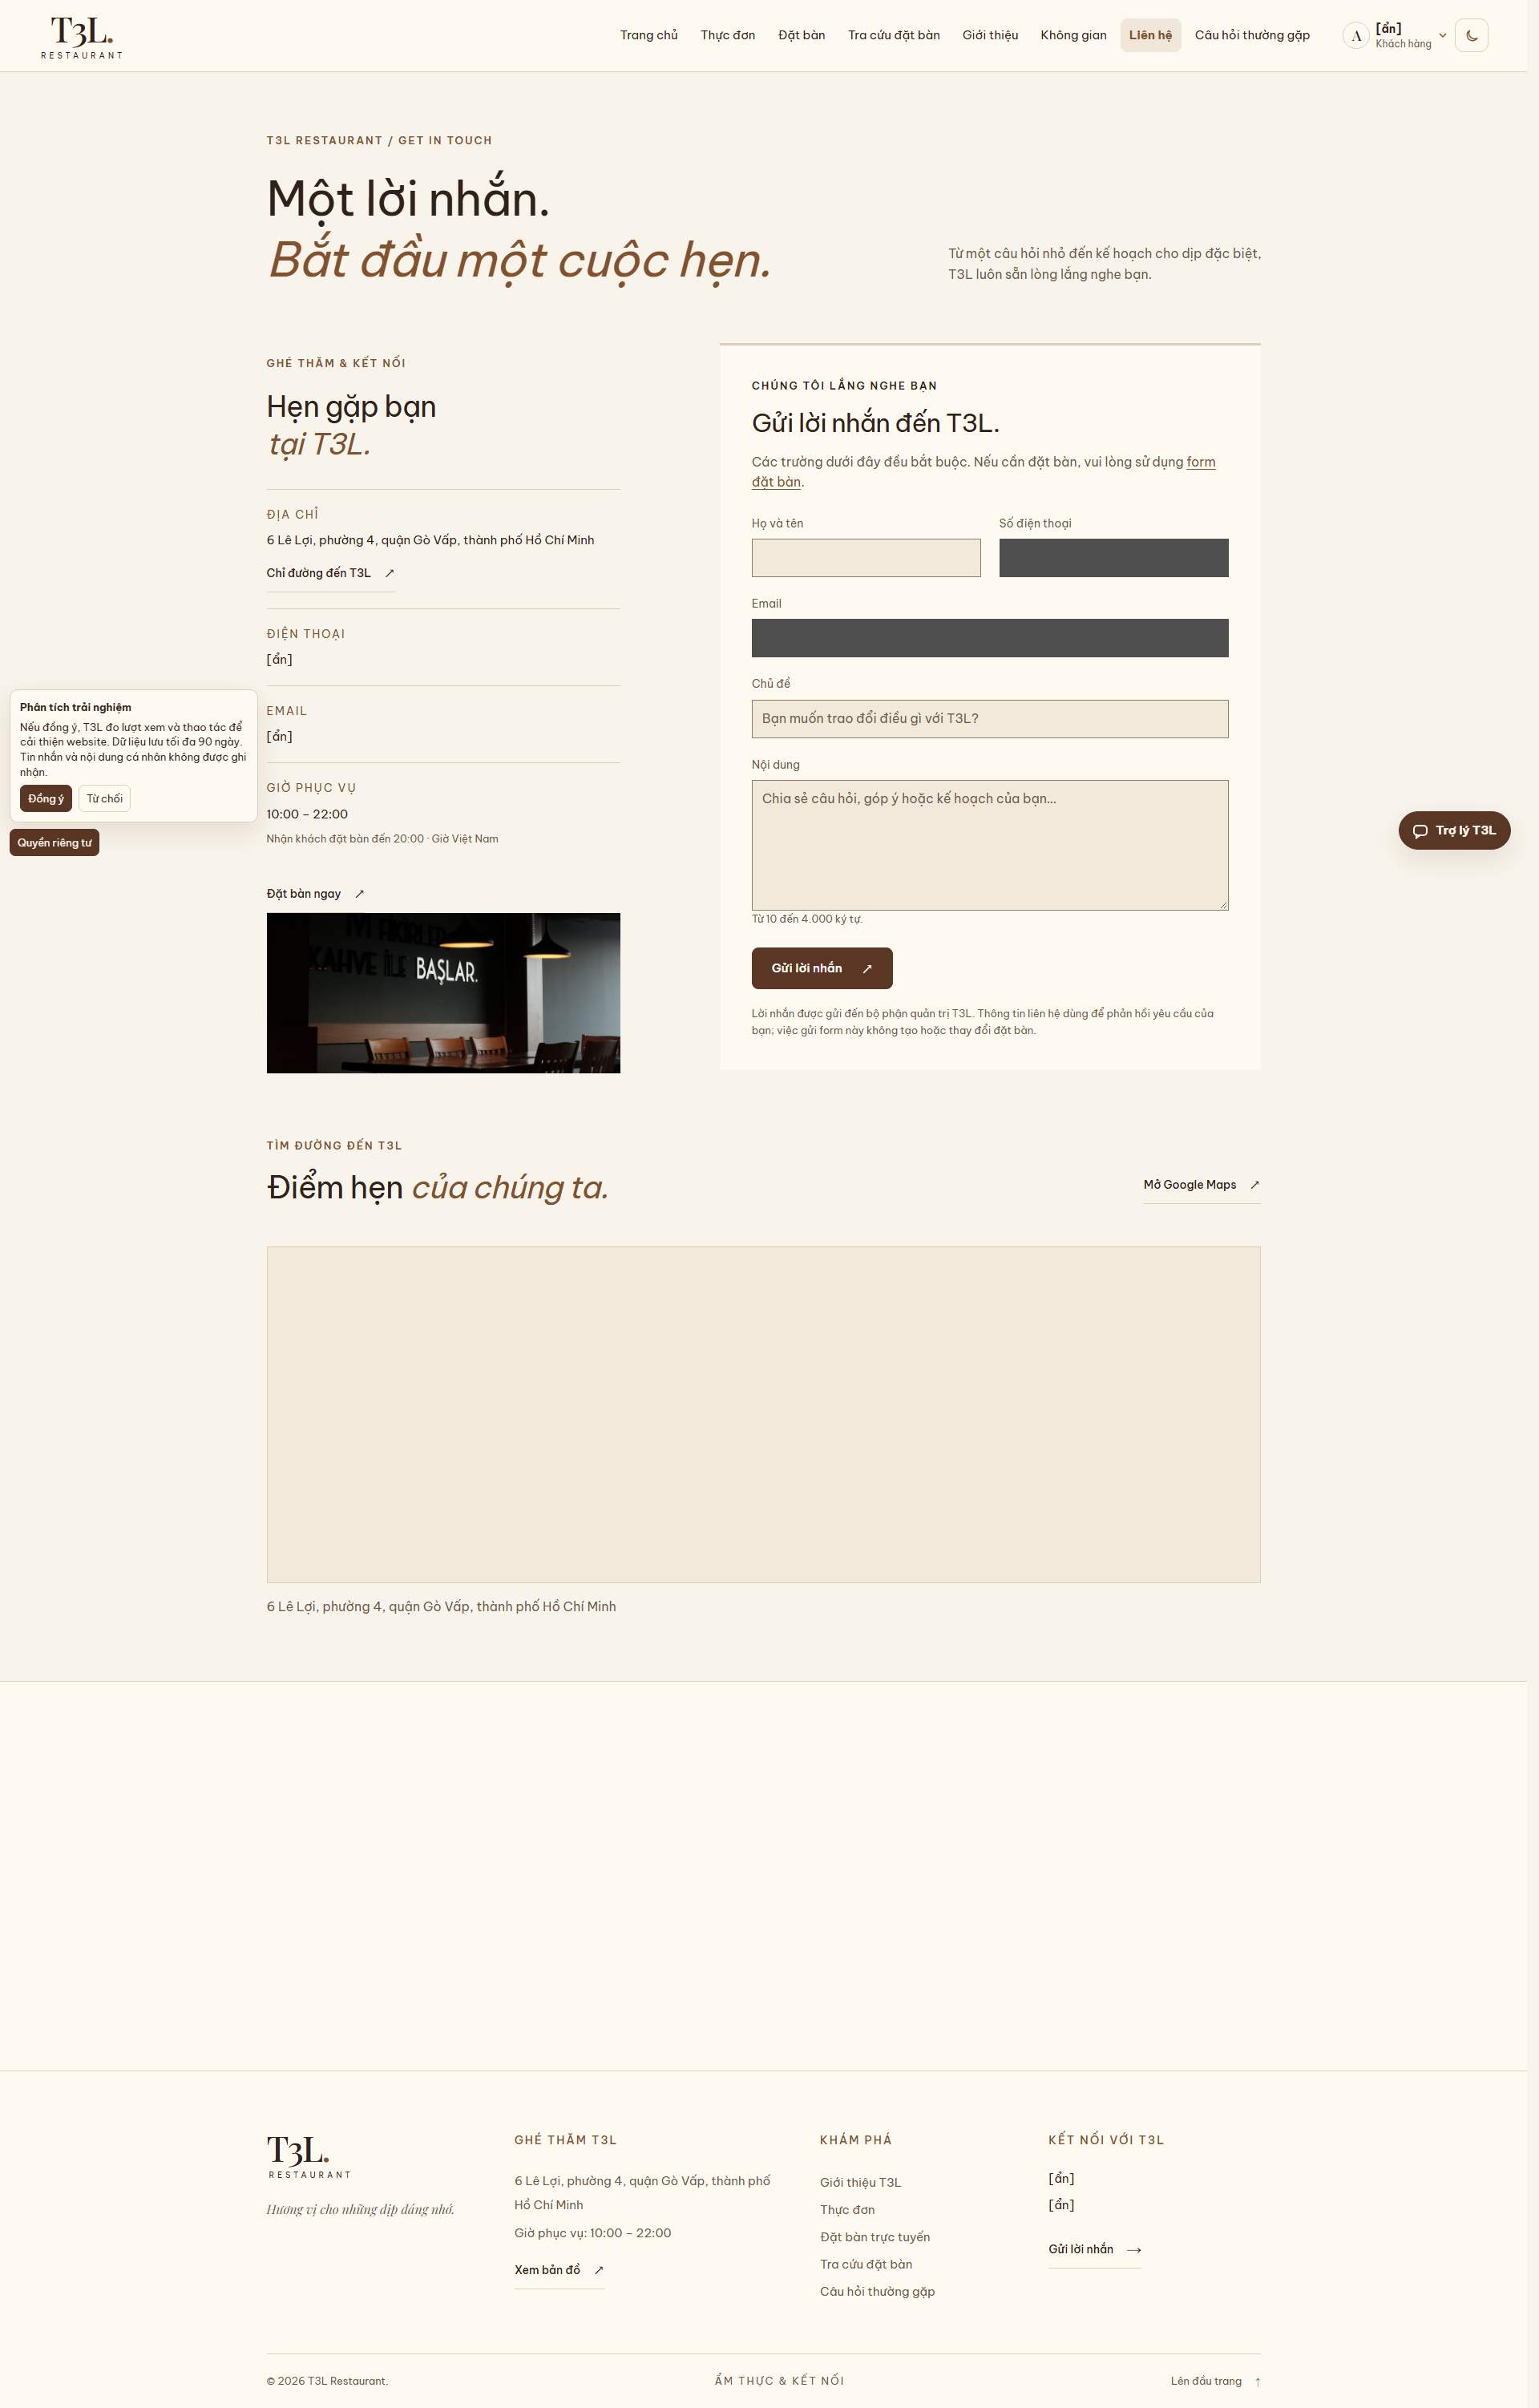 T3L.
RESTAURANT
Trang chủ
Thực đơn
Đặt bàn
Tra cứu đặt bàn
Giới thiệu
Không gian
Liên hệ
Câu hỏi thường gặp
A
[ẩn]
Khách hàng
T3L RESTAURANT / GET IN TOUCH
Một lời nhắn.
Bắt đầu một cuộc hẹn.
Từ một câu hỏi nhỏ đến kế hoạch cho dịp đặc biệt,
T3L luôn sẵn lòng lắng nghe bạn.
GHÉ THĂM & KẾT NỐI
Hẹn gặp bạn
tại T3L.
ĐỊA CHỈ
6 Lê Lợi, phường 4, quận Gò Vấp, thành phố Hồ Chí Minh
Chỉ đường đến T3L ↗
ĐIỆN THOẠI
[ẩn]
EMAIL
[ẩn]
GIỜ PHỤC VỤ
10:00 – 22:00
Nhận khách đặt bàn đến 20:00 · Giờ Việt Nam
Đặt bàn ngay ↗
BAŞLAR.
CHÚNG TÔI LẮNG NGHE BẠN
Gửi lời nhắn đến T3L.
Các trường dưới đây đều bắt buộc. Nếu cần đặt bàn, vui lòng sử dụng form
đặt bàn.
Họ và tên
Số điện thoại
Email
Chủ đề
Bạn muốn trao đổi điều gì với T3L?
Nội dung
Chia sẻ câu hỏi, góp ý hoặc kế hoạch của bạn...
Từ 10 đến 4.000 ký tự.
Gửi lời nhắn ↗
Lời nhắn được gửi đến bộ phận quản trị T3L. Thông tin liên hệ dùng để phản hồi yêu cầu của
bạn; việc gửi form này không tạo hoặc thay đổi đặt bàn.
Phân tích trải nghiệm
Nếu đồng ý, T3L đo lượt xem và thao tác để
cải thiện website. Dữ liệu lưu tối đa 90 ngày.
Tin nhắn và nội dung cá nhân không được ghi
nhận.
Đồng ý
Từ chối
Quyền riêng tư
Trợ lý T3L
TÌM ĐƯỜNG ĐẾN T3L
Điểm hẹn của chúng ta.
Mở Google Maps ↗
6 Lê Lợi, phường 4, quận Gò Vấp, thành phố Hồ Chí Minh
T3L.
RESTAURANT
Hương vị cho những dịp đáng nhớ.
GHÉ THĂM T3L
6 Lê Lợi, phường 4, quận Gò Vấp, thành phố
Hồ Chí Minh
Giờ phục vụ: 10:00 – 22:00
Xem bản đồ ↗
KHÁM PHÁ
Giới thiệu T3L
Thực đơn
Đặt bàn trực tuyến
Tra cứu đặt bàn
Câu hỏi thường gặp
KẾT NỐI VỚI T3L
[ẩn]
[ẩn]
Gửi lời nhắn →
© 2026 T3L Restaurant.
ẨM THỰC & KẾT NỐI
Lên đầu trang ↑